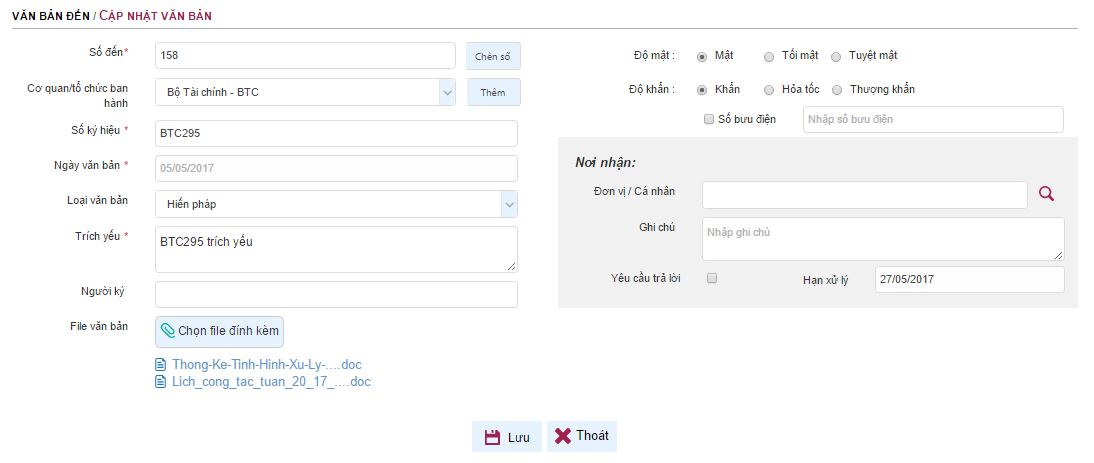 VĂN BẢN ĐẾN / CẬP NHẬT VĂN BẢN
Số đến*
158
Chèn số
Cơ quan/tổ chức ban hành
Bộ Tài chính - BTC
Thêm
Số ký hiệu *
BTC295
Ngày văn bản *
05/05/2017
Loại văn bản
Hiến pháp
Trích yếu *
BTC295 trích yếu
Người ký
File văn bản
Chọn file đính kèm
Thong-Ke-Tinh-Hinh-Xu-Ly-....doc
Lich_cong_tac_tuan_20_17_....doc
Độ mật :
Mật
Tối mật
Tuyệt mật
Độ khẩn :
Khẩn
Hỏa tốc
Thượng khẩn
Số bưu điện
Nhập số bưu điện
Nơi nhận:
Đơn vị / Cá nhân
Ghi chú
Nhập ghi chú
Yêu cầu trả lời
Hạn xử lý
27/05/2017
Lưu
Thoát